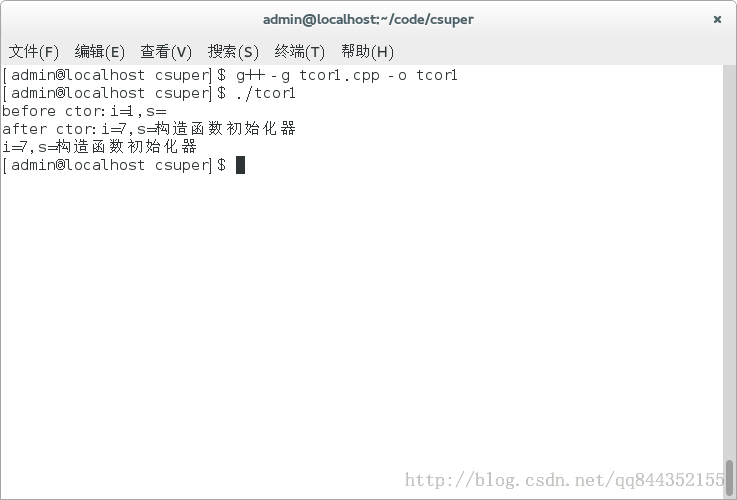 admin@localhost:~/code/csuper ×
文件(F) 编辑(E) 查看(V) 搜索(S) 终端(T) 帮助(H)
[admin@localhost csuper]$ g++ -g tcor1.cpp -o tcor1
[admin@localhost csuper]$ ./tcor1
before ctor:i=1,s=
after ctor:i=7,s=构造函数初始化器
i=7,s=构造函数初始化器
[admin@localhost csuper]$
http://blog.csdn.net/qq844352155